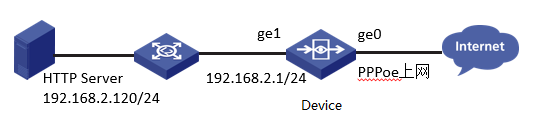 ge1
ge0
Internet
HTTP Server
192.168.2.1/24
PPPoe上网
192.168.2.120/24
Device